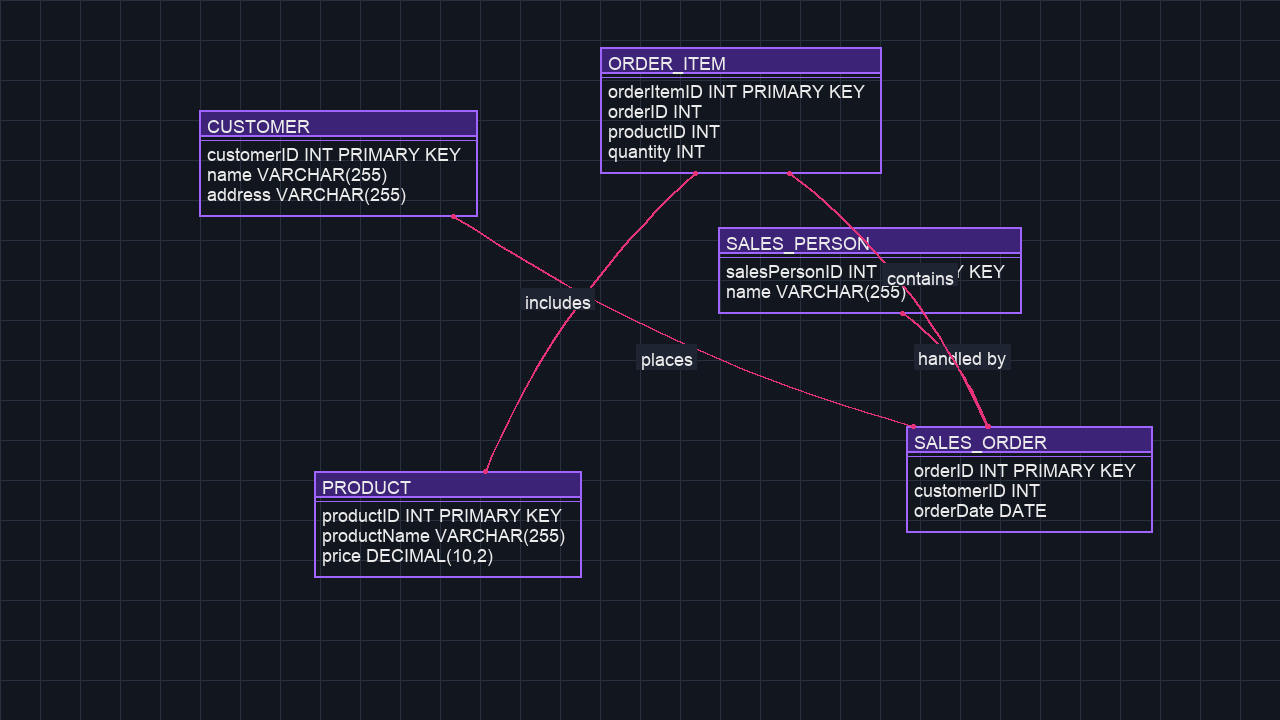 ORDER_ITEM
orderItemID INT PRIMARY KEY
orderID INT
productID INT
quantity INT
CUSTOMER
customerID INT PRIMARY KEY
name VARCHAR(255)
address VARCHAR(255)
SALES_PERSON
salesPersonID INT Y KEY
name VARCHAR(255)
contains
includes
places
handled by
SALES_ORDER
orderID INT PRIMARY KEY
customerID INT
orderDate DATE
PRODUCT
productID INT PRIMARY KEY
productName VARCHAR(255)
price DECIMAL(10,2)